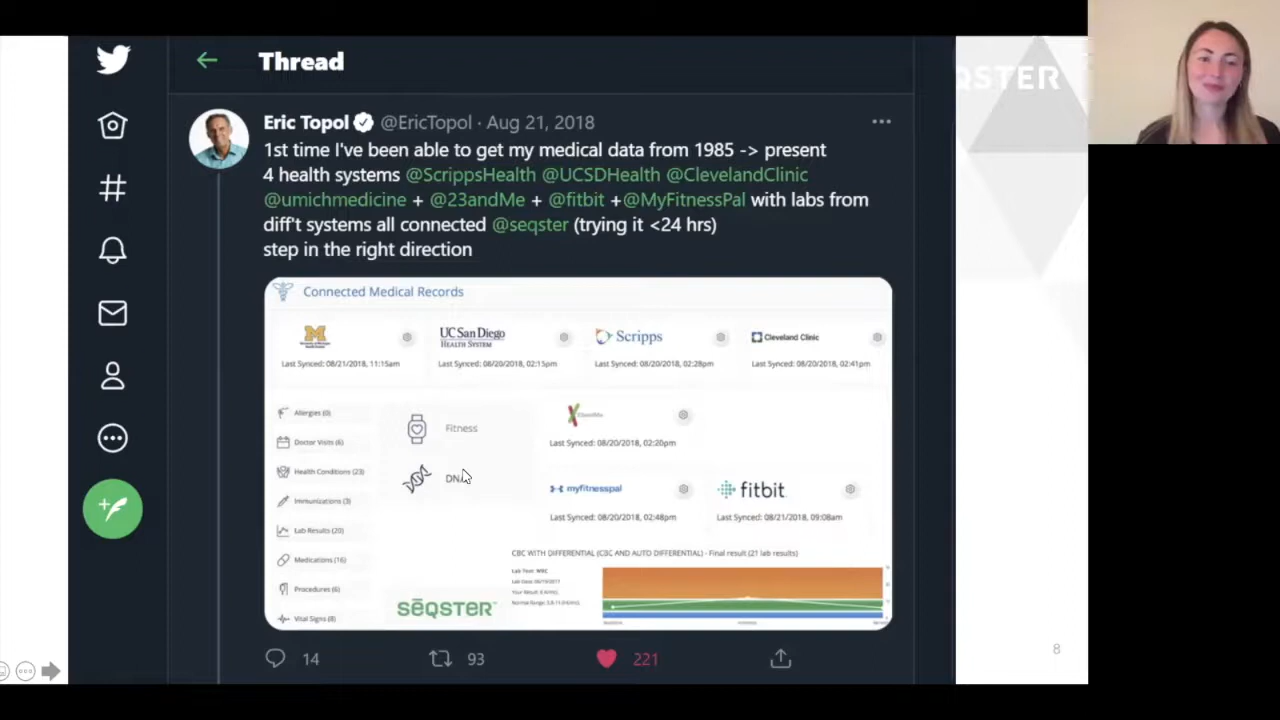 Thread
QSTER
Eric Topol @EricTopol · Aug 21, 2018
1st time I've been able to get my medical data from 1985 -> present
4 health systems @ScrippsHealth @UCSDHealth @ClevelandClinic
@umichmedicine + @23andMe + @fitbit +@MyFitnessPal with labs from
diff't systems all connected @seqster (trying it <24 hrs)
step in the right direction
Connected Medical Records
M
UC San Diego
HEALTH SYSTEM
Scripps
Cleveland Clinic
Last Synced: 08/21/2018, 11:15am
Last Synced: 08/20/2018, 02:15pm
Last Synced: 08/20/2018, 02:28pm
Last Synced: 08/20/2018, 02:41pm
Allergies (0)
Doctor Visits (6)
Health Conditions (23)
Immunizations (3)
Lab Results (20)
Medications (16)
Procedures (6)
Vital Signs (8)
Fitness
DNA
Last Synced: 08/20/2018, 02:20pm
myfitnesspal
fitbit
Last Synced: 08/20/2018, 02:48pm
Last Synced: 08/21/2018, 09:08am
CBC WITH DIFFERENTIAL (CBC AND AUTO DIFFERENTIAL) - Final result (21 lab results)
sēqster™
14
93
221
8